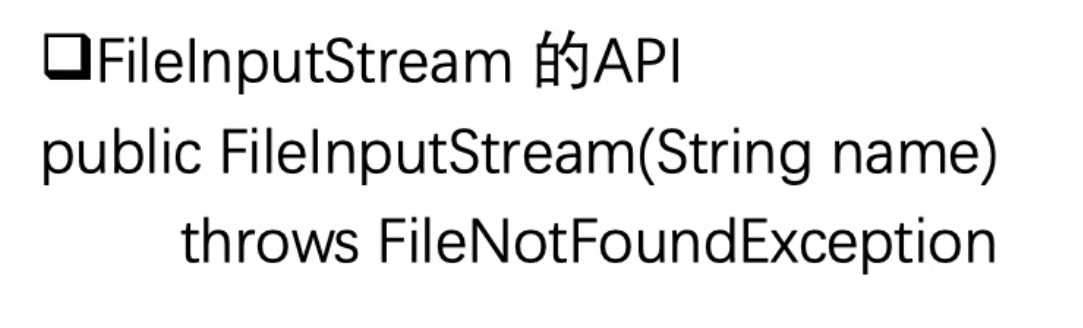 ❑FileInputStream 的API
public FileInputStream(String name)
throws FileNotFoundException